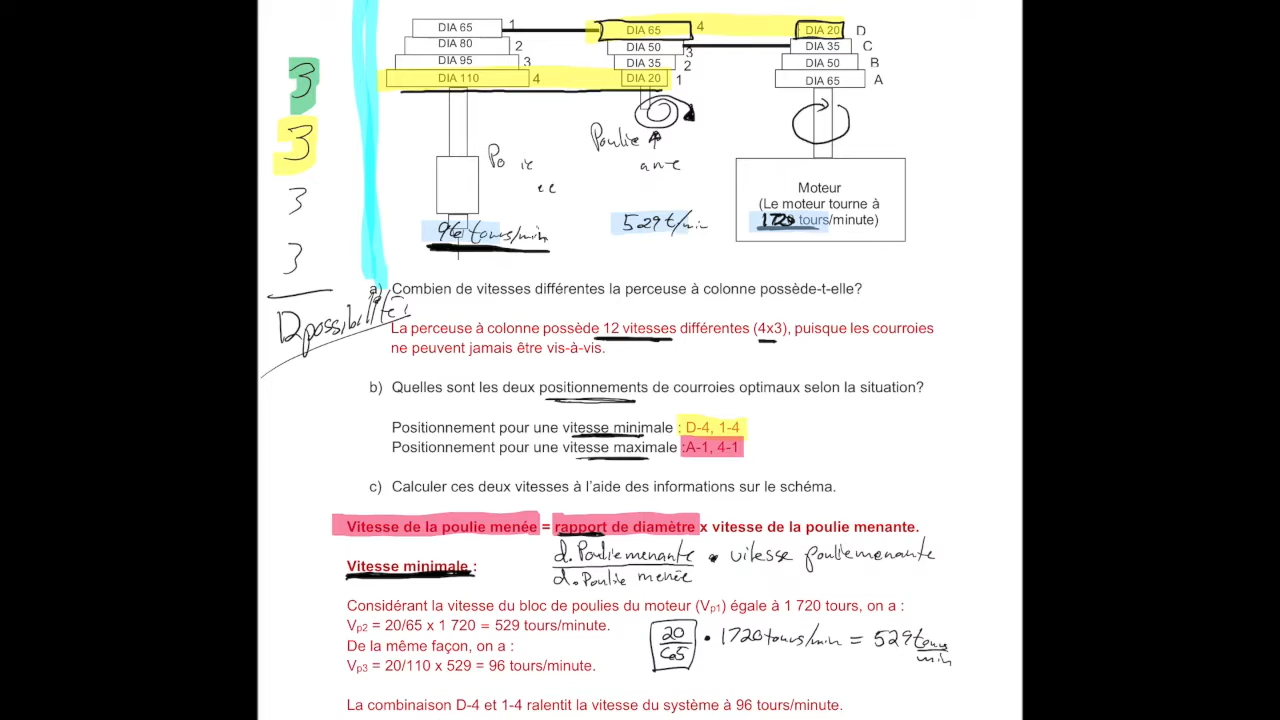 DIA 65 1
DIA 80 2
DIA 95 3
DIA 110 4
DIA 65 4
DIA 50 3
DIA 35 2
DIA 20 1
DIA 20 D
DIA 35 C
DIA 50 B
DIA 65 A
3
3
3
3
12 possibilités
Poulie
Moteur
(Le moteur tourne à
1720 tours/minute)
96 tours/min
529 t/min
a) Combien de vitesses différentes la perceuse à colonne possède-t-elle?
La perceuse à colonne possède 12 vitesses différentes (4x3), puisque les courroies
ne peuvent jamais être vis-à-vis.
b) Quelles sont les deux positionnements de courroies optimaux selon la situation?
Positionnement pour une vitesse minimale : D-4, 1-4
Positionnement pour une vitesse maximale :A-1, 4-1
c) Calculer ces deux vitesses à l'aide des informations sur le schéma.
Vitesse de la poulie menée = rapport de diamètre x vitesse de la poulie menante.
d. Poulie menante • vitesse poulie menante
d. Poulie menée
Vitesse minimale :
Considérant la vitesse du bloc de poulies du moteur (Vp1) égale à 1 720 tours, on a :
Vp2 = 20/65 x 1 720 = 529 tours/minute.
20/65 • 1720 tours/min = 529 tours/min
De la même façon, on a :
Vp3 = 20/110 x 529 = 96 tours/minute.
La combinaison D-4 et 1-4 ralentit la vitesse du système à 96 tours/minute.